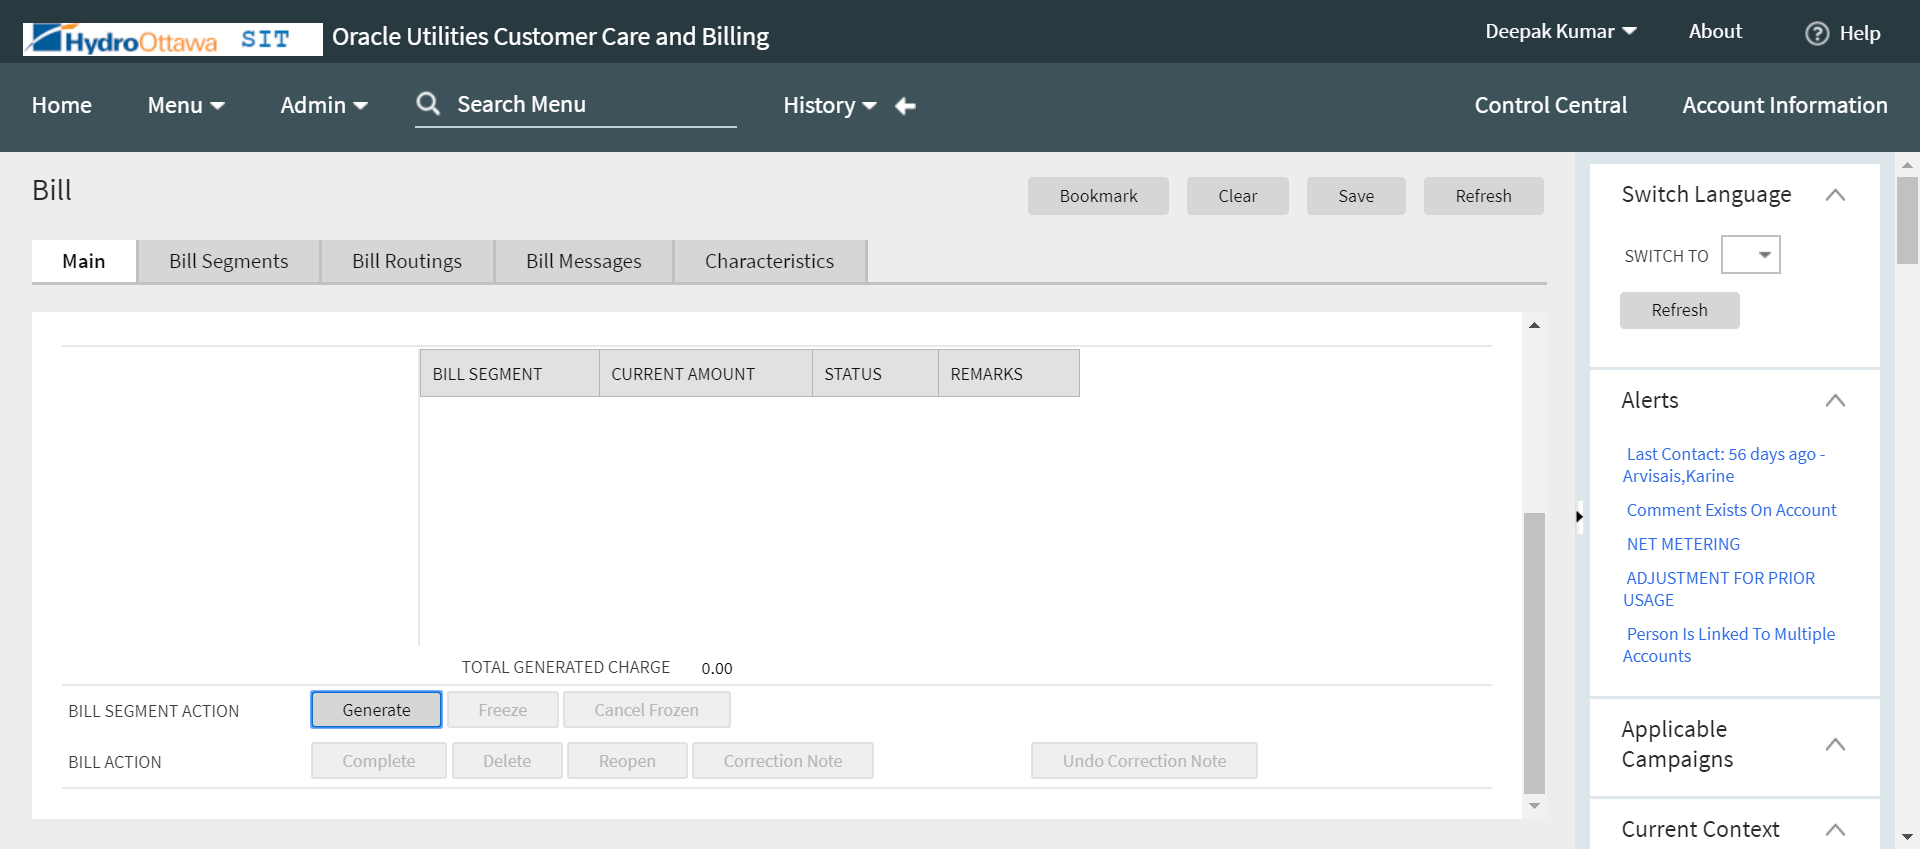 HydroOttawa SIT Oracle Utilities Customer Care and Billing Deepak Kumar About ? Help
Home Menu Admin Search Menu History Control Central Account Information
Bill
Bookmark Clear Save Refresh
Main Bill Segments Bill Routings Bill Messages Characteristics
BILL SEGMENT CURRENT AMOUNT STATUS REMARKS
TOTAL GENERATED CHARGE 0.00
BILL SEGMENT ACTION Generate Freeze Cancel Frozen
BILL ACTION Complete Delete Reopen Correction Note Undo Correction Note
Switch Language
SWITCH TO
Refresh
Alerts
Last Contact: 56 days ago -
Arvisais,Karine
Comment Exists On Account
NET METERING
ADJUSTMENT FOR PRIOR
USAGE
Person Is Linked To Multiple
Accounts
Applicable
Campaigns
Current Context